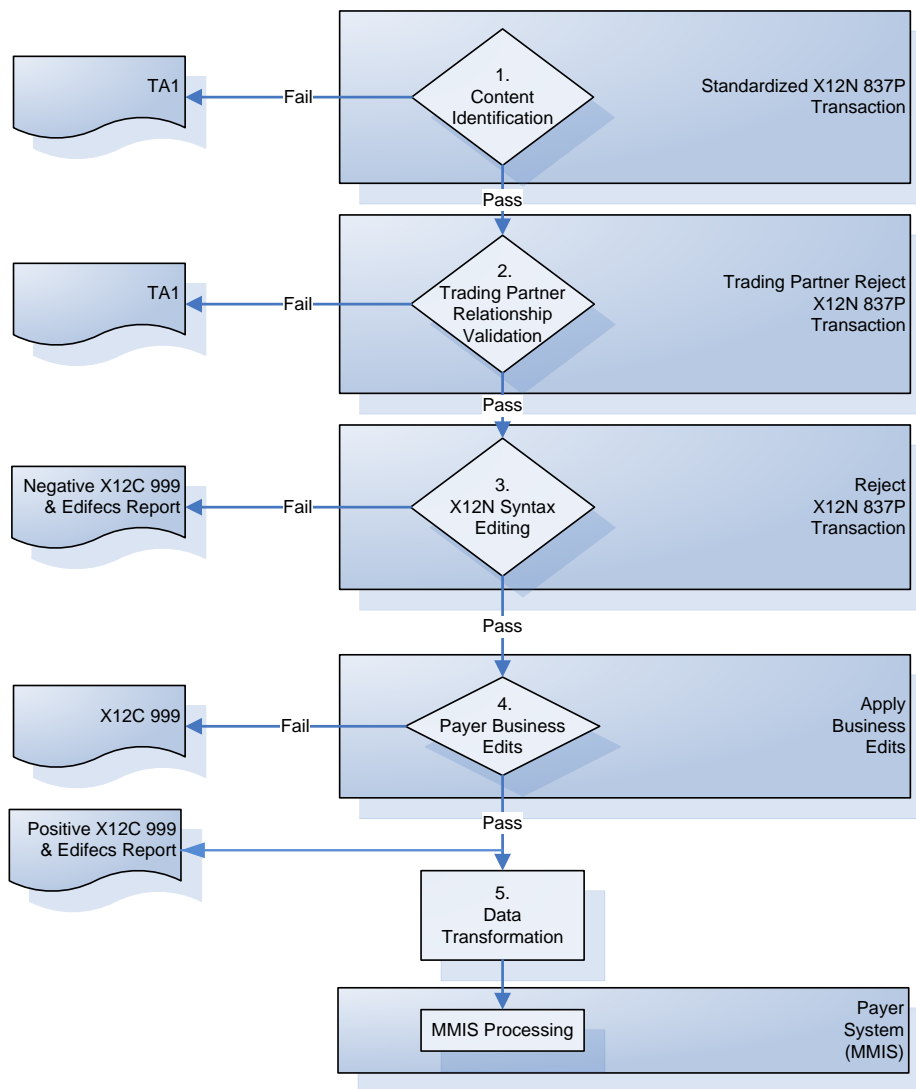 TA1
Fail
1.
Content
Identification
Standardized X12N 837P
Transaction
Pass
TA1
Fail
2.
Trading Partner
Relationship
Validation
Trading Partner Reject
X12N 837P
Transaction
Pass
Negative X12C 999
& Edifecs Report
Fail
3.
X12N Syntax
Editing
Reject
X12N 837P
Transaction
Pass
X12C 999
Fail
4.
Payer Business
Edits
Apply
Business
Edits
Pass
Positive X12C 999
& Edifecs Report
5.
Data
Transformation
MMIS Processing
Payer
System
(MMIS)